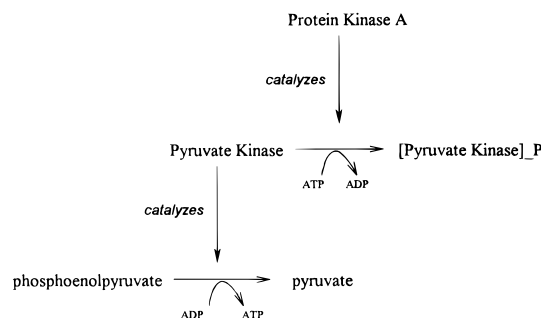 Protein Kinase A
catalyzes
Pyruvate Kinase
[Pyruvate Kinase]_P
ATP
ADP
catalyzes
phosphoenolpyruvate
pyruvate
ADP
ATP